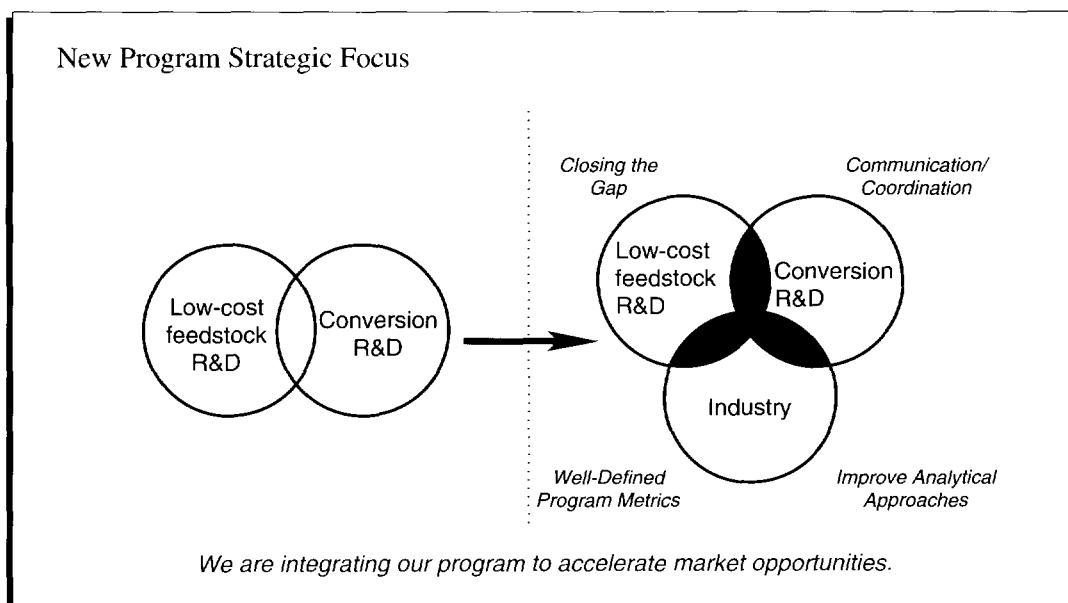 New Program Strategic Focus
Low-cost
feedstock
R&D
Conversion
R&D
Closing the
Gap
Communication/
Coordination
Low-cost
feedstock
R&D
Conversion
R&D
Industry
Well-Defined
Program Metrics
Improve Analytical
Approaches
We are integrating our program to accelerate market opportunities.